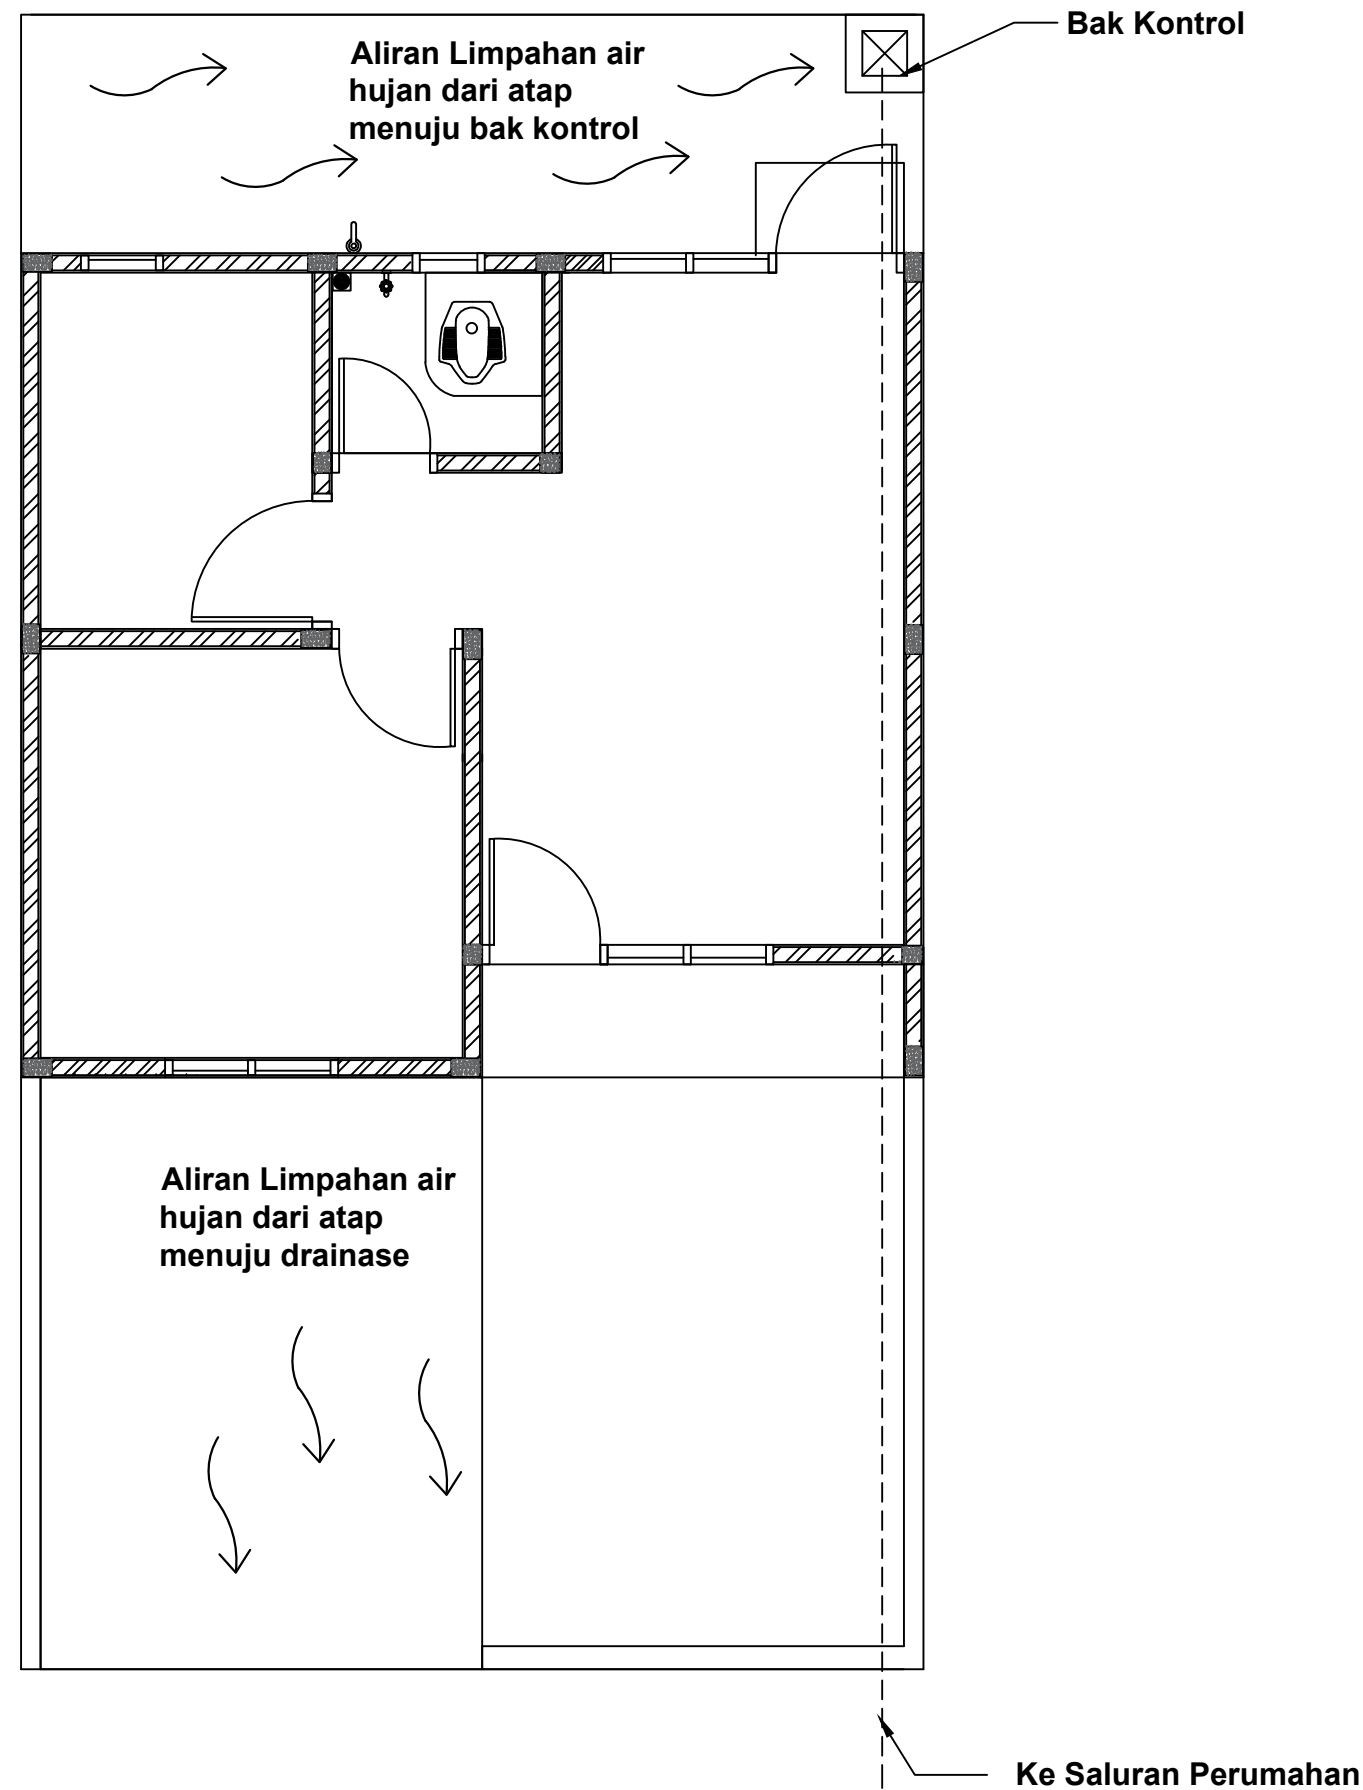 Bak Kontrol
Aliran Limpahan air
hujan dari atap
menuju bak kontrol
Aliran Limpahan air
hujan dari atap
menuju drainase
Ke Saluran Perumahan